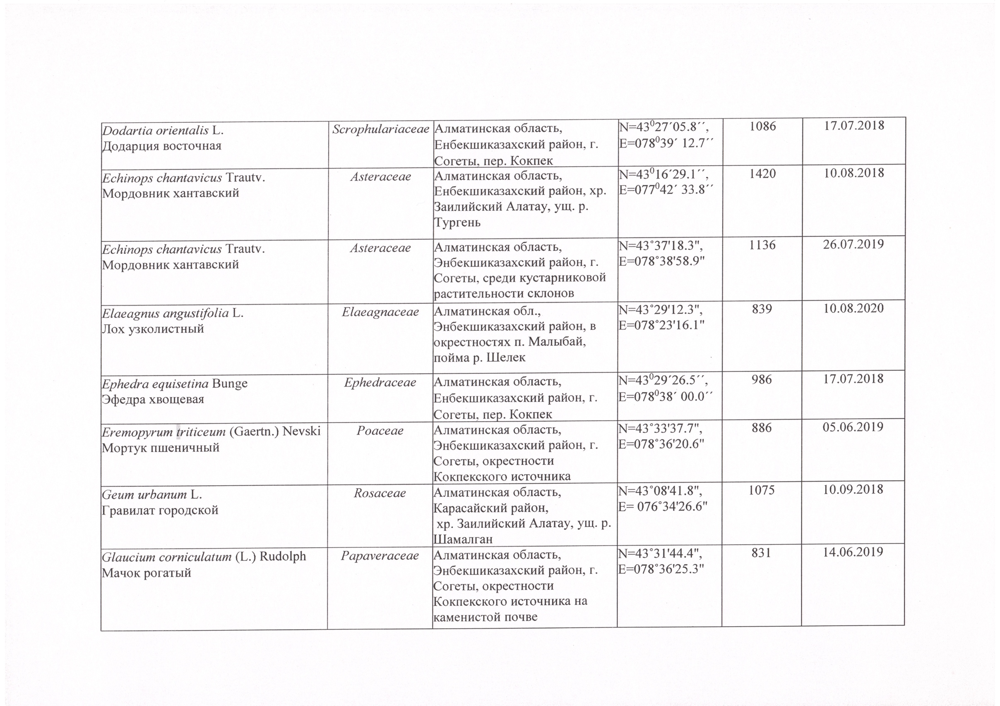 Dodartia orientalis L.
Додарция восточная
Scrophulariaceae
Алматинская область,
Енбекшиказахский район, г.
Согеты, пер. Кокпек
N=43⁰27´05.8´´,
E=078⁰39´ 12.7´´
1086
17.07.2018
Echinops chantavicus Trautv.
Мордовник хантавский
Asteraceae
Алматинская область,
Енбекшиказахский район, хр.
Заилийский Алатау, ущ. р.
Тургень
N=43⁰16´29.1´´,
E=077⁰42´ 33.8´´
1420
10.08.2018
Echinops chantavicus Trautv.
Мордовник хантавский
Asteraceae
Алматинская область,
Энбекшиказахский район, г.
Согеты, среди кустарниковой
растительности склонов
N=43°37'18.3",
E=078°38'58.9"
1136
26.07.2019
Elaeagnus angustifolia L.
Лох узколистный
Elaeagnaceae
Алматинская обл.,
Энбекшиказахский район, в
окрестностях п. Малыбай,
пойма р. Шелек
N=43°29'12.3",
E=078°23'16.1"
839
10.08.2020
Ephedra equisetina Bunge
Эфедра хвощевая
Ephedraceae
Алматинская область,
Енбекшиказахский район, г.
Согеты, пер. Кокпек
N=43⁰29´26.5´´,
E=078⁰38´ 00.0´´
986
17.07.2018
Eremopyrum triticeum (Gaertn.) Nevski
Мортук пшеничный
Poaceae
Алматинская область,
Энбекшиказахский район, г.
Согеты, окрестности
Кокпекского источника
N=43°33'37.7",
E=078°36'20.6"
886
05.06.2019
Geum urbanum L.
Гравилат городской
Rosaceae
Алматинская область,
Карасайский район,
хр. Заилийский Алатау, ущ. р.
Шамалган
N=43°08'41.8",
E= 076°34'26.6"
1075
10.09.2018
Glaucium corniculatum (L.) Rudolph
Мачок рогатый
Papaveraceae
Алматинская область,
Энбекшиказахский район, г.
Согеты, окрестности
Кокпекского источника на
каменистой почве
N=43°31'44.4",
E=078°36'25.3"
831
14.06.2019